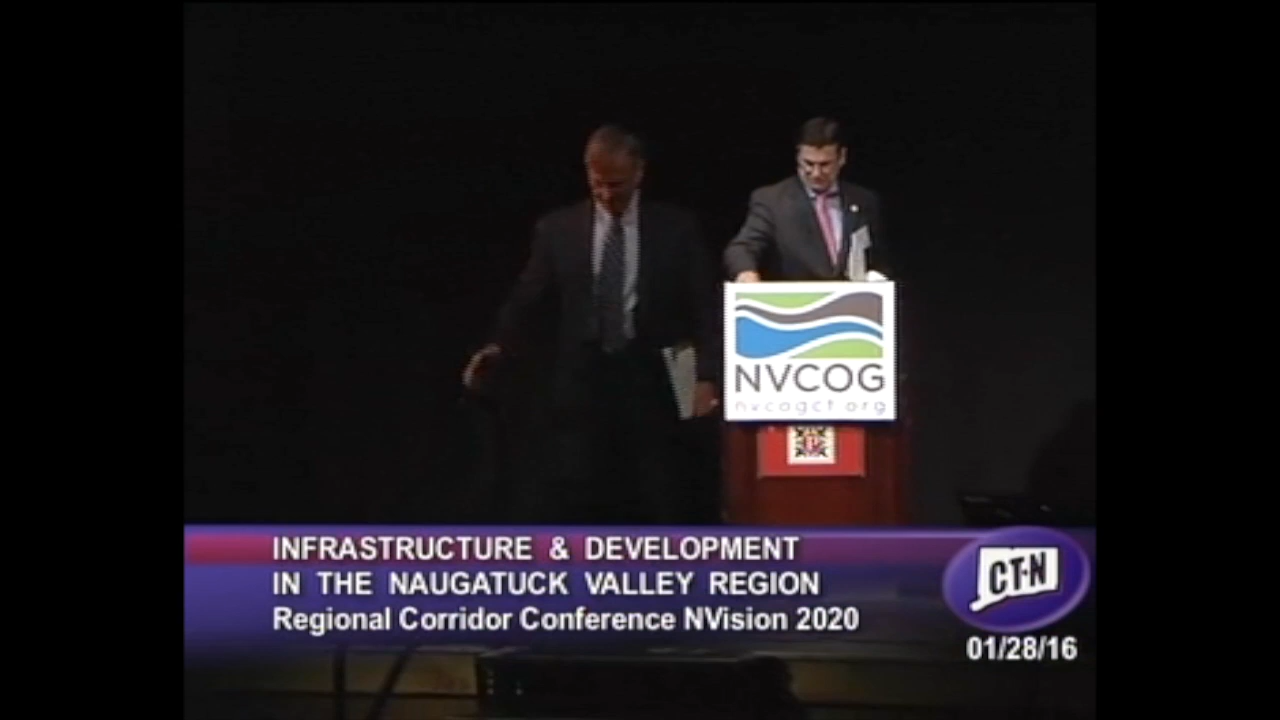 NVCOG
nvcogct.org
INFRASTRUCTURE & DEVELOPMENT
IN THE NAUGATUCK VALLEY REGION
Regional Corridor Conference NVision 2020
CT-N
01/28/16